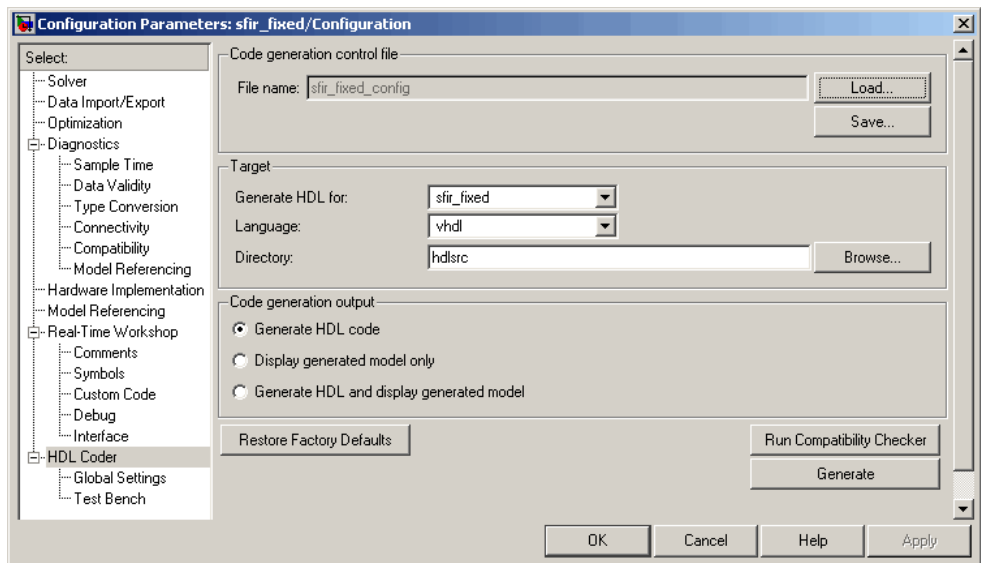 Configuration Parameters: sfir_fixed/Configuration
Select:
Solver
Data Import/Export
Optimization
Diagnostics
Sample Time
Data Validity
Type Conversion
Connectivity
Compatibility
Model Referencing
Hardware Implementation
Model Referencing
Real-Time Workshop
Comments
Symbols
Custom Code
Debug
Interface
HDL Coder
Global Settings
Test Bench
Code generation control file
File name: sfir_fixed_config
Load...
Save...
Target
Generate HDL for: sfir_fixed
Language: vhdl
Directory: hdlsrc Browse...
Code generation output
Generate HDL code
Display generated model only
Generate HDL and display generated model
Restore Factory Defaults Run Compatibility Checker
Generate
OK Cancel Help Apply